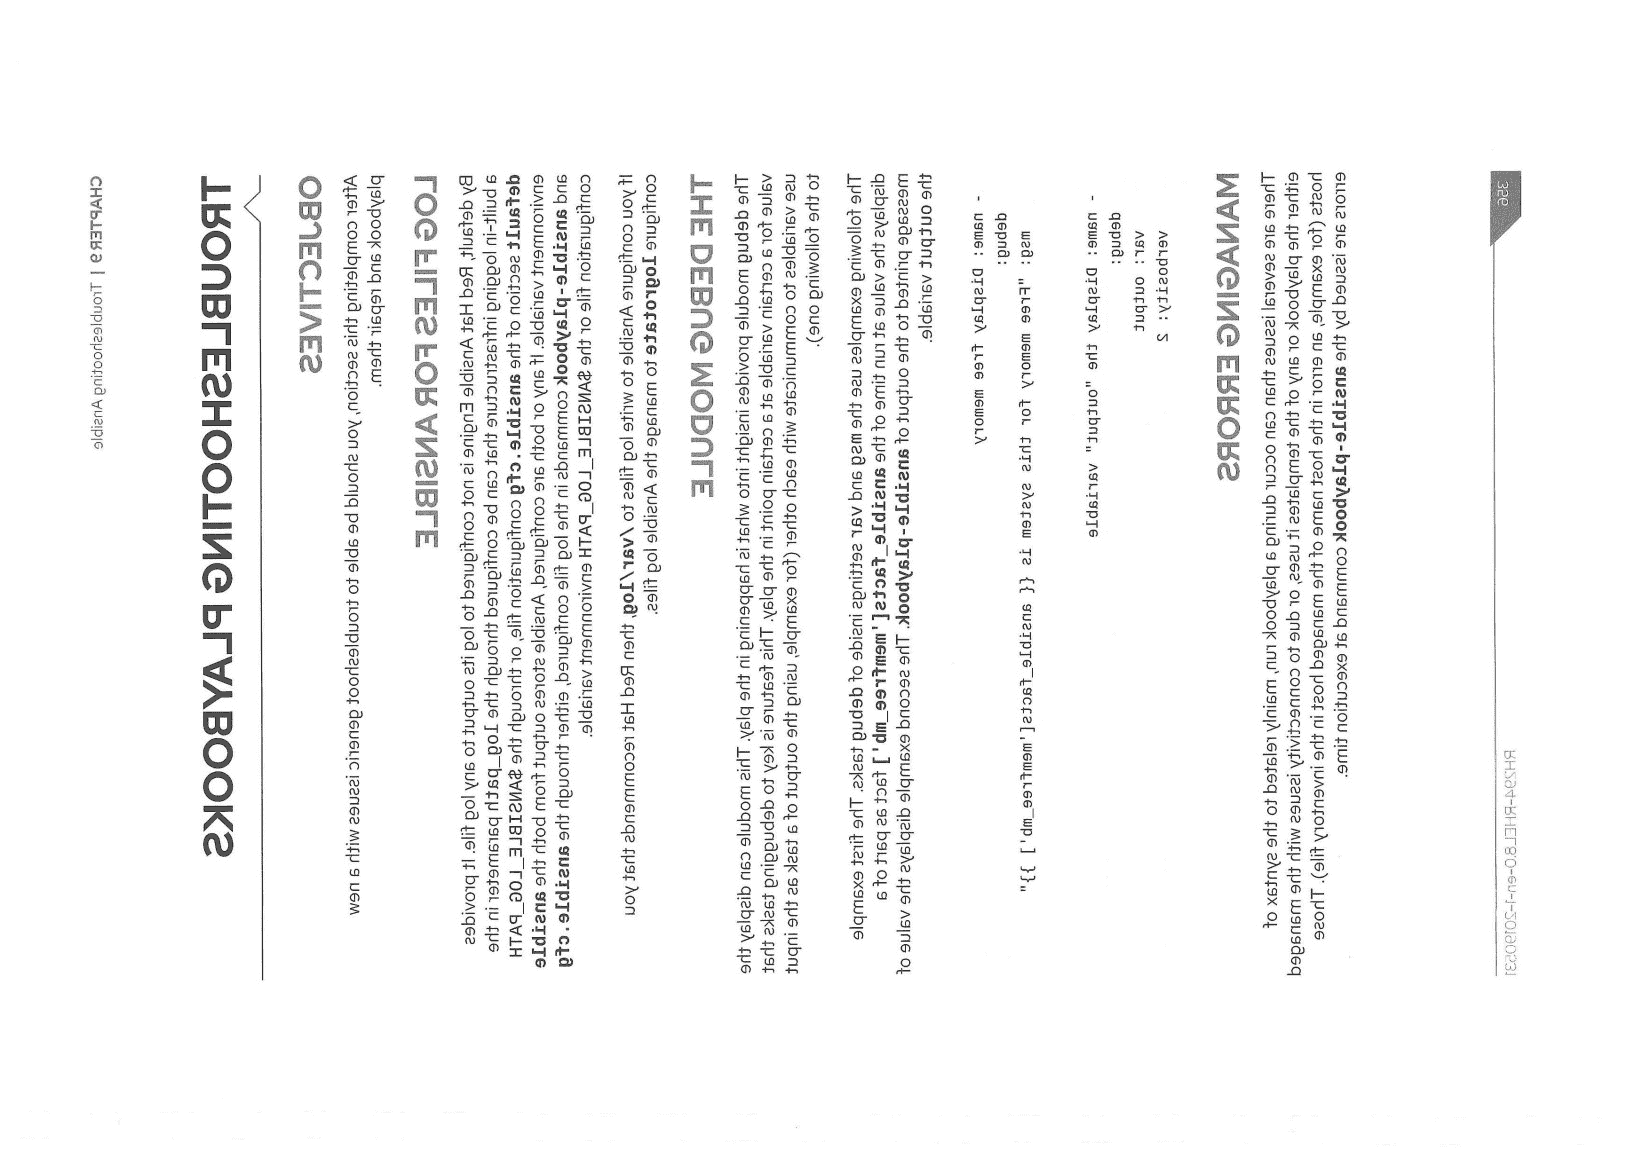 CHAPTER 9 | Troubleshooting Ansible
TROUBLESHOOTING PLAYBOOKS
OBJECTIVES
After completing this section, you should be able to troubleshoot generic issues with a new
playbook and repair them.
LOG FILES FOR ANSIBLE
By default, Red Hat Ansible Engine is not configured to log its output to any log file. It provides
a built-in logging infrastructure that can be configured through the log_path parameter in the
default section of the ansible.cfg configuration file, or through the $ANSIBLE_LOG_PATH
environment variable. If any or both are configured, Ansible stores output from both the ansible
and ansible-playbook commands in the log file configured, either through the ansible.cfg
configuration file or the $ANSIBLE_LOG_PATH environment variable.
If you configure Ansible to write log files to /var/log, then Red Hat recommends that you
configure logrotate to manage the Ansible log files.
THE DEBUG MODULE
The debug module provides insight into what is happening in the play. This module can display the
value for a certain variable at a certain point in the play. This feature is key to debugging tasks that
use variables to communicate with each other (for example, using the output of a task as the input
to the following one).
The following examples use the msg and var settings inside of debug tasks. The first example
displays the value at run time of the ansible_facts['memfree_mb'] fact as part of a
message printed to the output of ansible-playbook. The second example displays the value of
the output variable.
- name: Display free memory
debug:
msg: "Free memory for this system is {{ ansible_facts['memfree_mb'] }}"
- name: Display the "output" variable
debug:
var: output
verbosity: 2
MANAGING ERRORS
There are several issues than can occur during a playbook run, mainly related to the syntax of
either the playbook or any of the templates it uses, or due to connectivity issues with the managed
hosts (for example, an error in the host name of the managed host in the inventory file). Those
errors are issued by the ansible-playbook command at execution time.
356
RH294-RHEL8.0-en-1-20190531